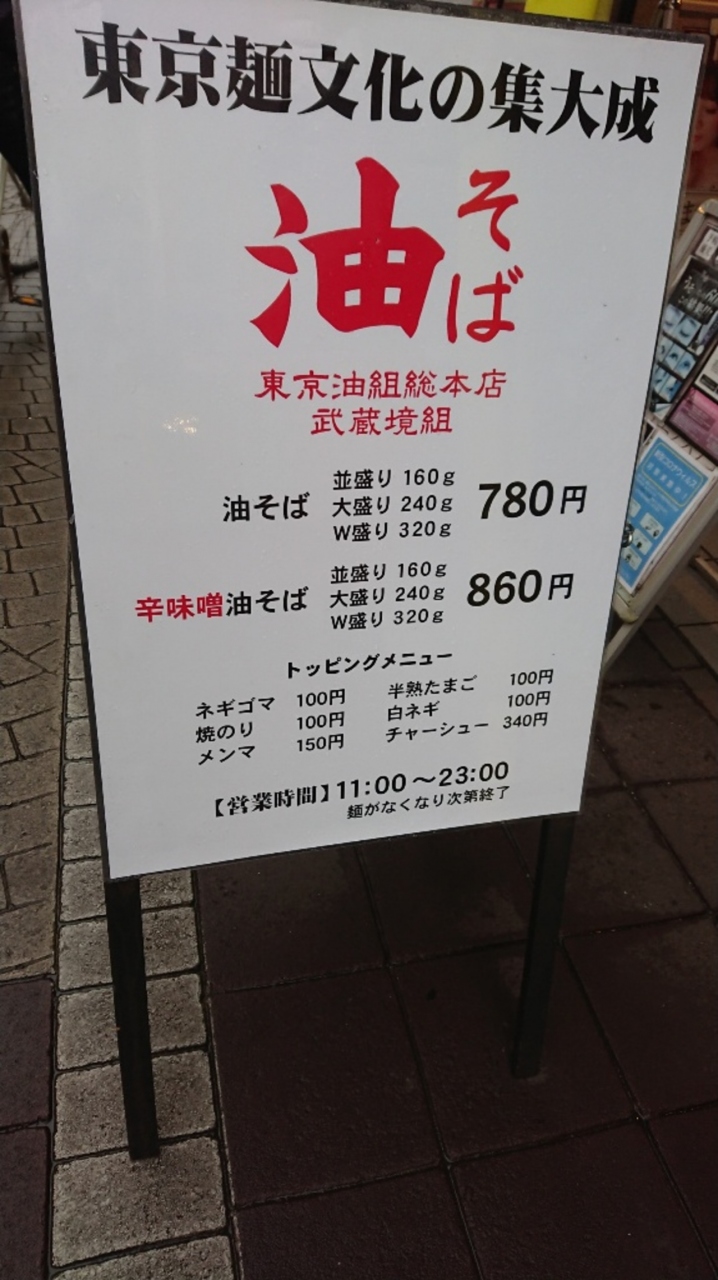 東京麺文化の集大成
油そば
東京油組総本店
武蔵境組
油そば 並盛り 160g 大盛り 240g W盛り 320g 780円
辛味噌油そば 並盛り 160g 大盛り 240g W盛り 320g 860円
トッピングメニュー
ネギゴマ 100円 半熟たまご 100円
焼のり 100円 白ネギ 100円
メンマ 150円 チャーシュー 340円
【営業時間】11:00～23:00
麺がなくなり次第終了